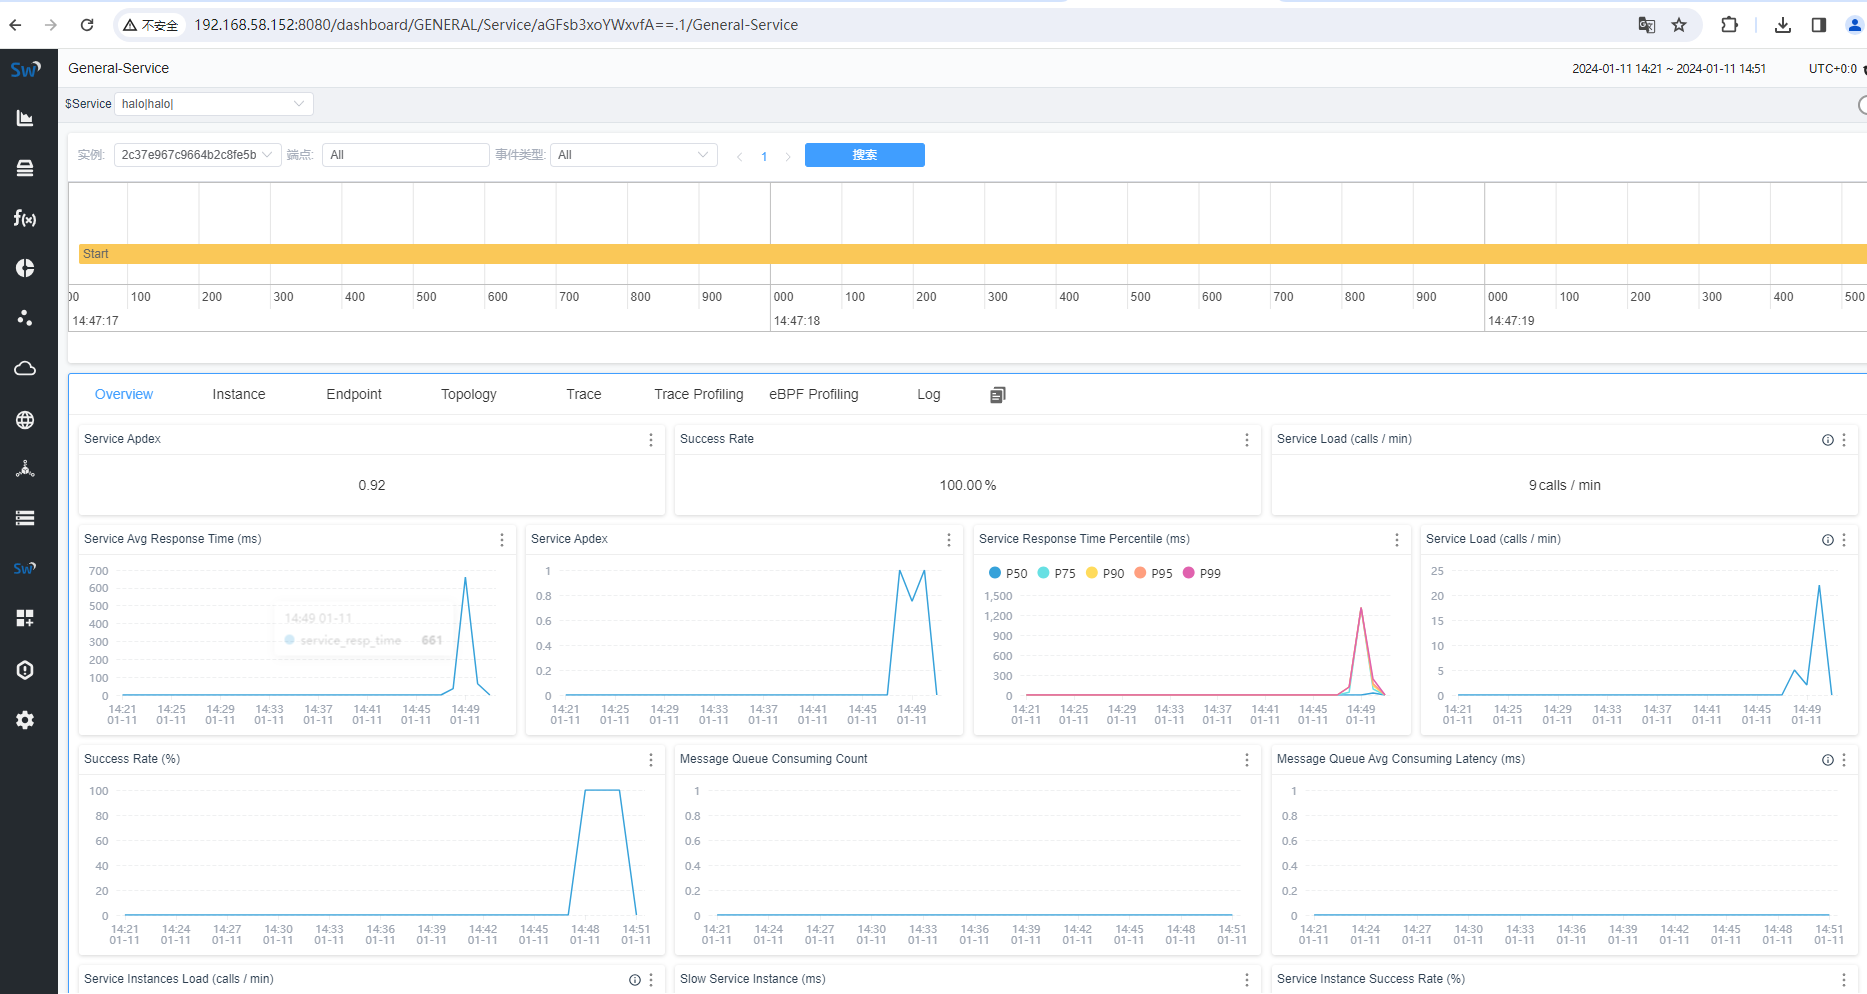 不安全 192.168.58.152:8080/dashboard/GENERAL/Service/aGFsb3xoYWxvfA==.1/General-Service
Sw
General-Service 2024-01-11 14:21 ~ 2024-01-11 14:51 UTC+0:0
$Service halo|halo|
实例: 2c37e967c9664b2c8fe5b 端点: All 事件类型: All 1 搜索
Start
00 100 200 300 400 500 600 700 800 900 000 100 200 300 400 500 600 700 800 900 000 100 200 300 400 500
14:47:17 14:47:18 14:47:19
Overview Instance Endpoint Topology Trace Trace Profiling eBPF Profiling Log
Service Apdex Success Rate Service Load (calls / min)
0.92 100.00 % 9 calls / min
Service Avg Response Time (ms)
700
600
500
400
300
200
100
0
14:49 01-11
service_resp_time 661
14:21 14:25 14:29 14:33 14:37 14:41 14:45 14:49
01-11 01-11 01-11 01-11 01-11 01-11 01-11 01-11
Service Apdex
1
0.8
0.6
0.4
0.2
0
14:21 14:25 14:29 14:33 14:37 14:41 14:45 14:49
01-11 01-11 01-11 01-11 01-11 01-11 01-11 01-11
Service Response Time Percentile (ms)
P50 P75 P90 P95 P99
1,500
1,200
900
600
300
0
14:21 14:25 14:29 14:33 14:37 14:41 14:45 14:49
01-11 01-11 01-11 01-11 01-11 01-11 01-11 01-11
Service Load (calls / min)
25
20
15
10
5
0
14:21 14:25 14:29 14:33 14:37 14:41 14:45 14:49
01-11 01-11 01-11 01-11 01-11 01-11 01-11 01-11
Success Rate (%)
100
80
60
40
20
0
14:21 14:24 14:27 14:30 14:33 14:36 14:39 14:42 14:45 14:48 14:51
01-11 01-11 01-11 01-11 01-11 01-11 01-11 01-11 01-11 01-11 01-11
Message Queue Consuming Count
1
0.8
0.6
0.4
0.2
0
14:21 14:24 14:27 14:30 14:33 14:36 14:39 14:42 14:45 14:48 14:51
01-11 01-11 01-11 01-11 01-11 01-11 01-11 01-11 01-11 01-11 01-11
Message Queue Avg Consuming Latency (ms)
1
0.8
0.6
0.4
0.2
0
14:21 14:24 14:27 14:30 14:33 14:36 14:39 14:42 14:45 14:48 14:51
01-11 01-11 01-11 01-11 01-11 01-11 01-11 01-11 01-11 01-11 01-11
Service Instances Load (calls / min) Slow Service Instance (ms) Service Instance Success Rate (%)
f(x)
Sw